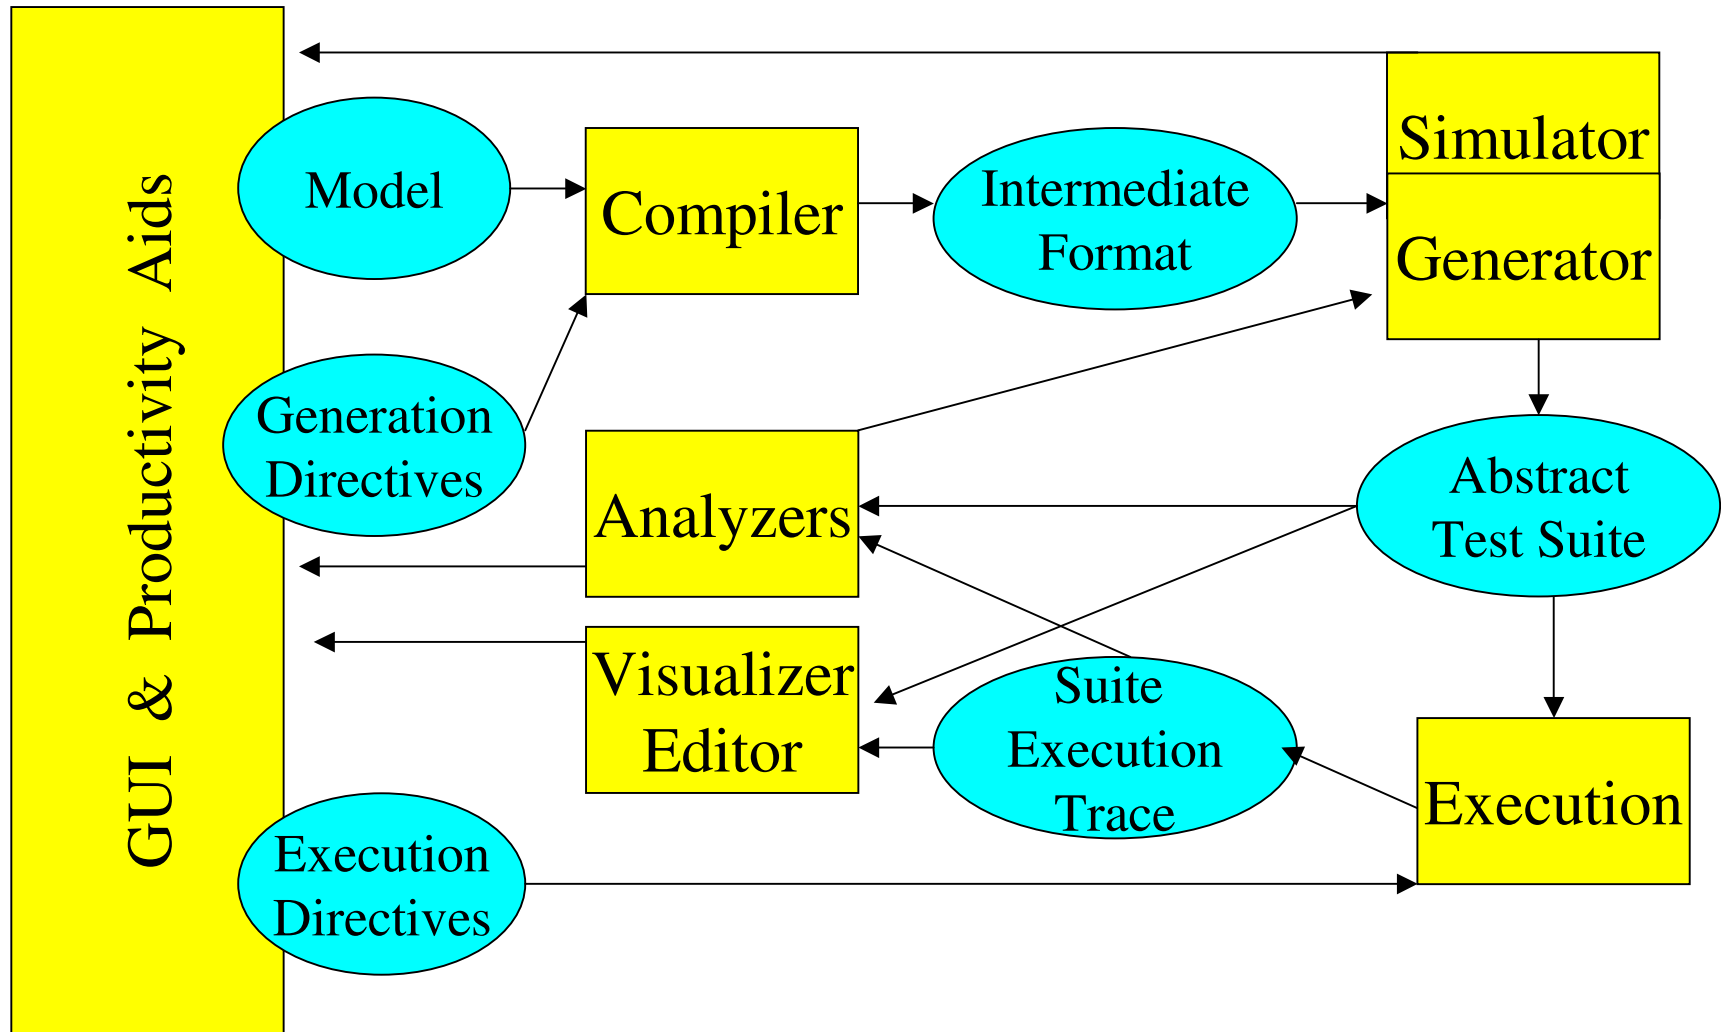 GUI & Productivity Aids
Model
Compiler
Intermediate
Format
Simulator
Generator
Generation
Directives
Analyzers
Abstract
Test Suite
Visualizer
Editor
Suite
Execution
Trace
Execution
Execution
Directives